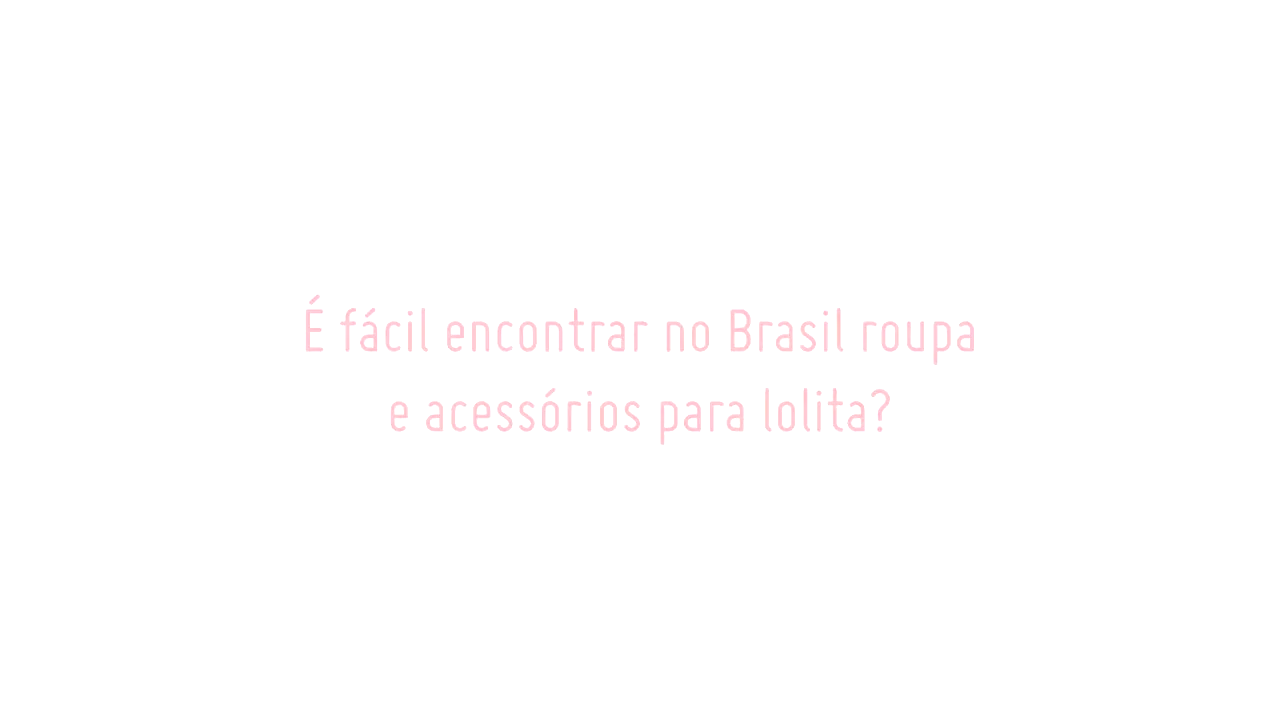 É fácil encontrar no Brasil roupa
e acessórios para lolita?